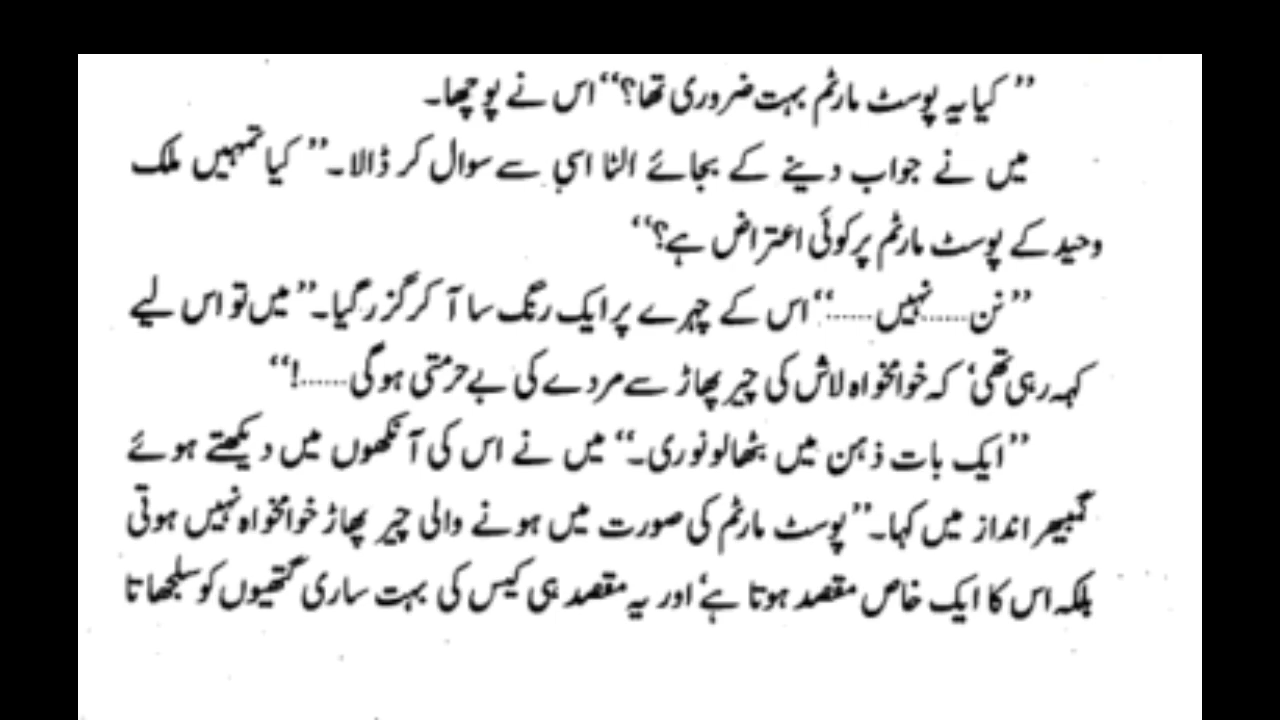 ”کیا یہ پوسٹ مارٹم بہت ضروری تھا؟“ اس نے پوچھا۔
میں نے جواب دینے کے بجائے الٹا اسی سے سوال کر ڈالا۔ ”کیا تمہیں ملک
وحید کے پوسٹ مارٹم پر کوئی اعتراض ہے؟“
”نن......نہیں......“ اس کے چہرے پر ایک رنگ سا آ کر گزر گیا۔ ”میں تو اس لیے
کہہ رہی تھی‘ کہ خوامخواہ لاش کی چیر پھاڑ سے مردے کی بے حرمتی ہو گی......!“
”ایک بات ذہن میں بٹھا لو نوری۔“ میں نے اس کی آنکھوں میں دیکھتے ہوئے
گمبھیر انداز میں کہا۔ ”پوسٹ مارٹم کی صورت میں ہونے والی چیر پھاڑ خوامخواہ نہیں ہوتی
بلکہ اس کا ایک خاص مقصد ہوتا ہے‘ اور یہ مقصد ہی کیس کی بہت ساری گتھیوں کو سلجھاتا